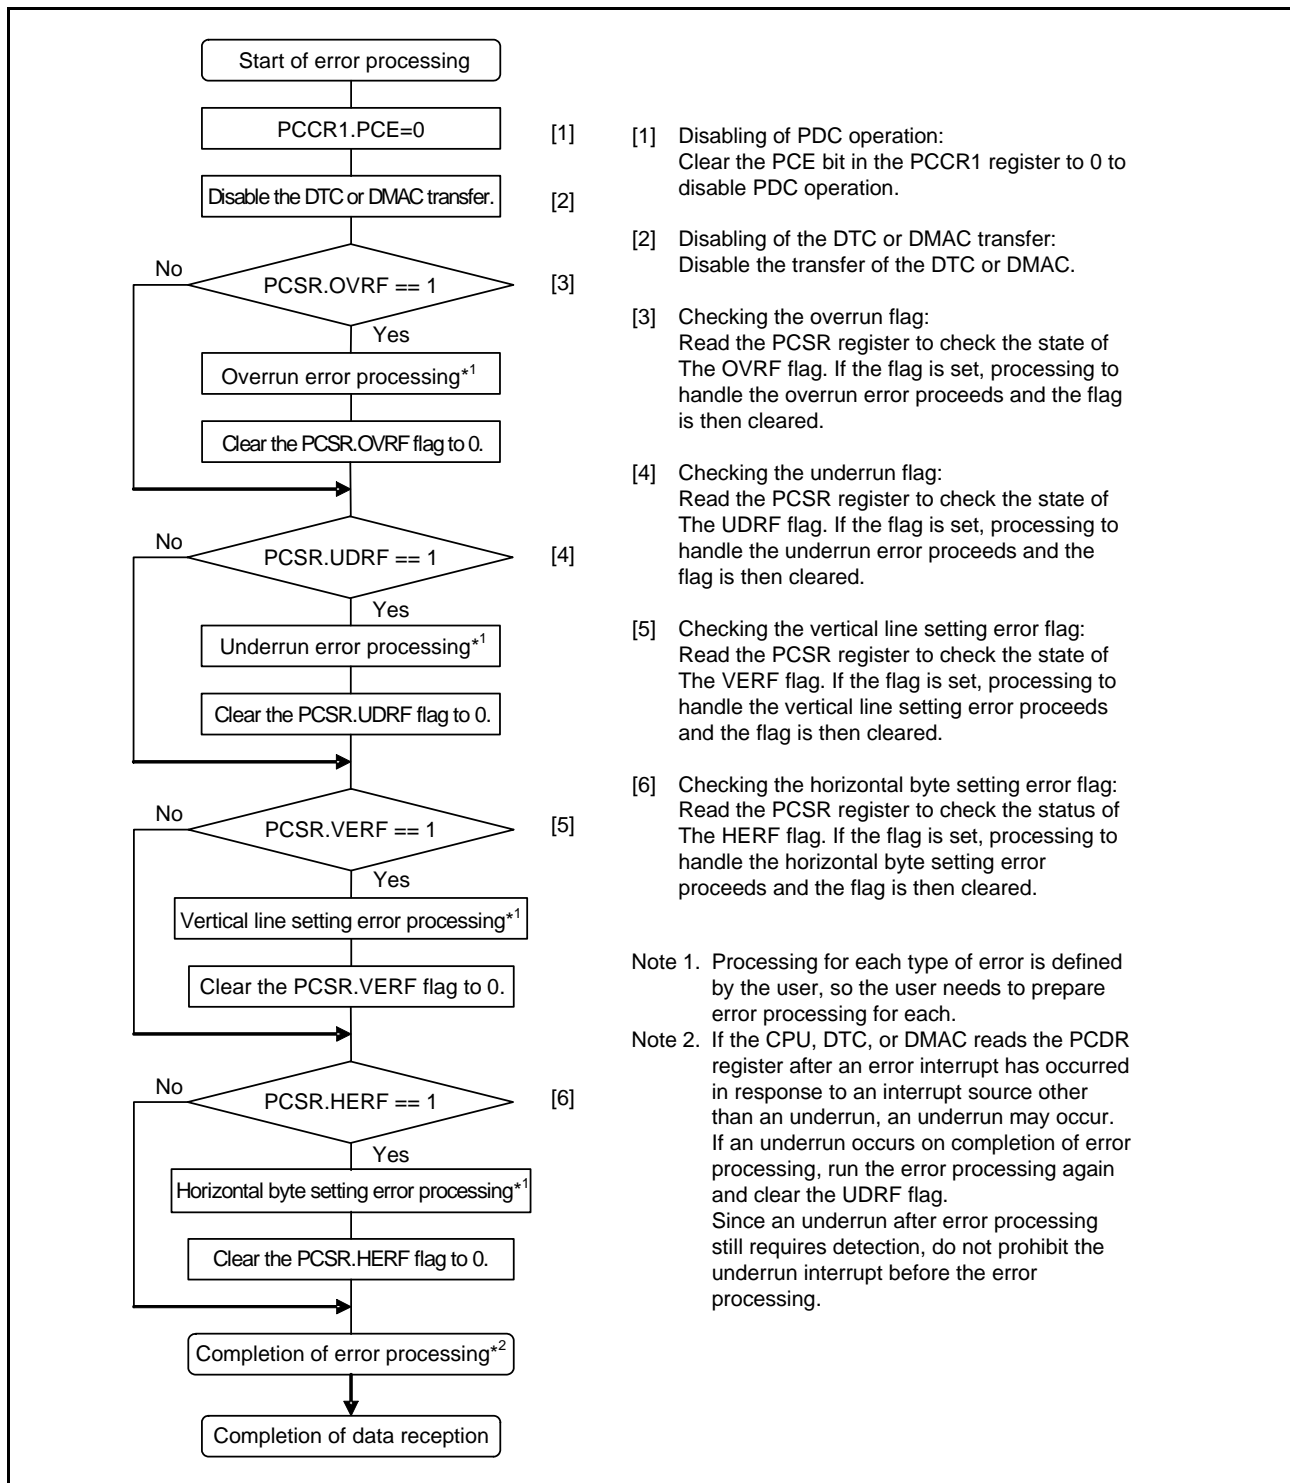 Start of error processing
PCCR1.PCE=0
[1]
Disable the DTC or DMAC transfer.
[2]
No
PCSR.OVRF == 1
[3]
Yes
Overrun error processing*1
Clear the PCSR.OVRF flag to 0.
No
PCSR.UDRF == 1
[4]
Yes
Underrun error processing*1
Clear the PCSR.UDRF flag to 0.
No
PCSR.VERF == 1
[5]
Yes
Vertical line setting error processing*1
Clear the PCSR.VERF flag to 0.
No
PCSR.HERF == 1
[6]
Yes
Horizontal byte setting error processing*1
Clear the PCSR.HERF flag to 0.
Completion of error processing*2
Completion of data reception
[1] Disabling of PDC operation:
Clear the PCE bit in the PCCR1 register to 0 to
disable PDC operation.
[2] Disabling of the DTC or DMAC transfer:
Disable the transfer of the DTC or DMAC.
[3] Checking the overrun flag:
Read the PCSR register to check the state of
The OVRF flag. If the flag is set, processing to
handle the overrun error proceeds and the flag
is then cleared.
[4] Checking the underrun flag:
Read the PCSR register to check the state of
The UDRF flag. If the flag is set, processing to
handle the underrun error proceeds and the
flag is then cleared.
[5] Checking the vertical line setting error flag:
Read the PCSR register to check the state of
The VERF flag. If the flag is set, processing to
handle the vertical line setting error proceeds
and the flag is then cleared.
[6] Checking the horizontal byte setting error flag:
Read the PCSR register to check the status of
The HERF flag. If the flag is set, processing to
handle the horizontal byte setting error
proceeds and the flag is then cleared.
Note 1. Processing for each type of error is defined
by the user, so the user needs to prepare
error processing for each.
Note 2. If the CPU, DTC, or DMAC reads the PCDR
register after an error interrupt has occurred
in response to an interrupt source other
than an underrun, an underrun may occur.
If an underrun occurs on completion of error
processing, run the error processing again
and clear the UDRF flag.
Since an underrun after error processing
still requires detection, do not prohibit the
underrun interrupt before the error
processing.